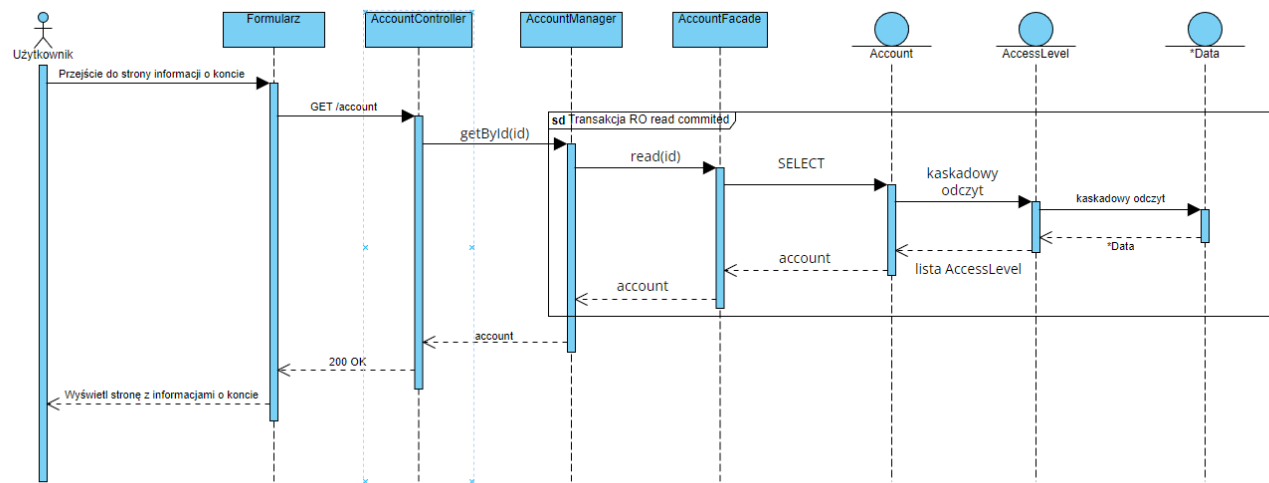 Formularz
AccountController
AccountManager
AccountFacade
Użytkownik
Account
AccessLevel
*Data
Przejście do strony informacji o koncie
GET /account
sd Transakcja RO read commited
getById(id)
read(id)
SELECT
kaskadowy
odczyt
kaskadowy odczyt
*Data
lista AccessLevel
account
account
account
200 OK
Wyświetl stronę z informacjami o koncie